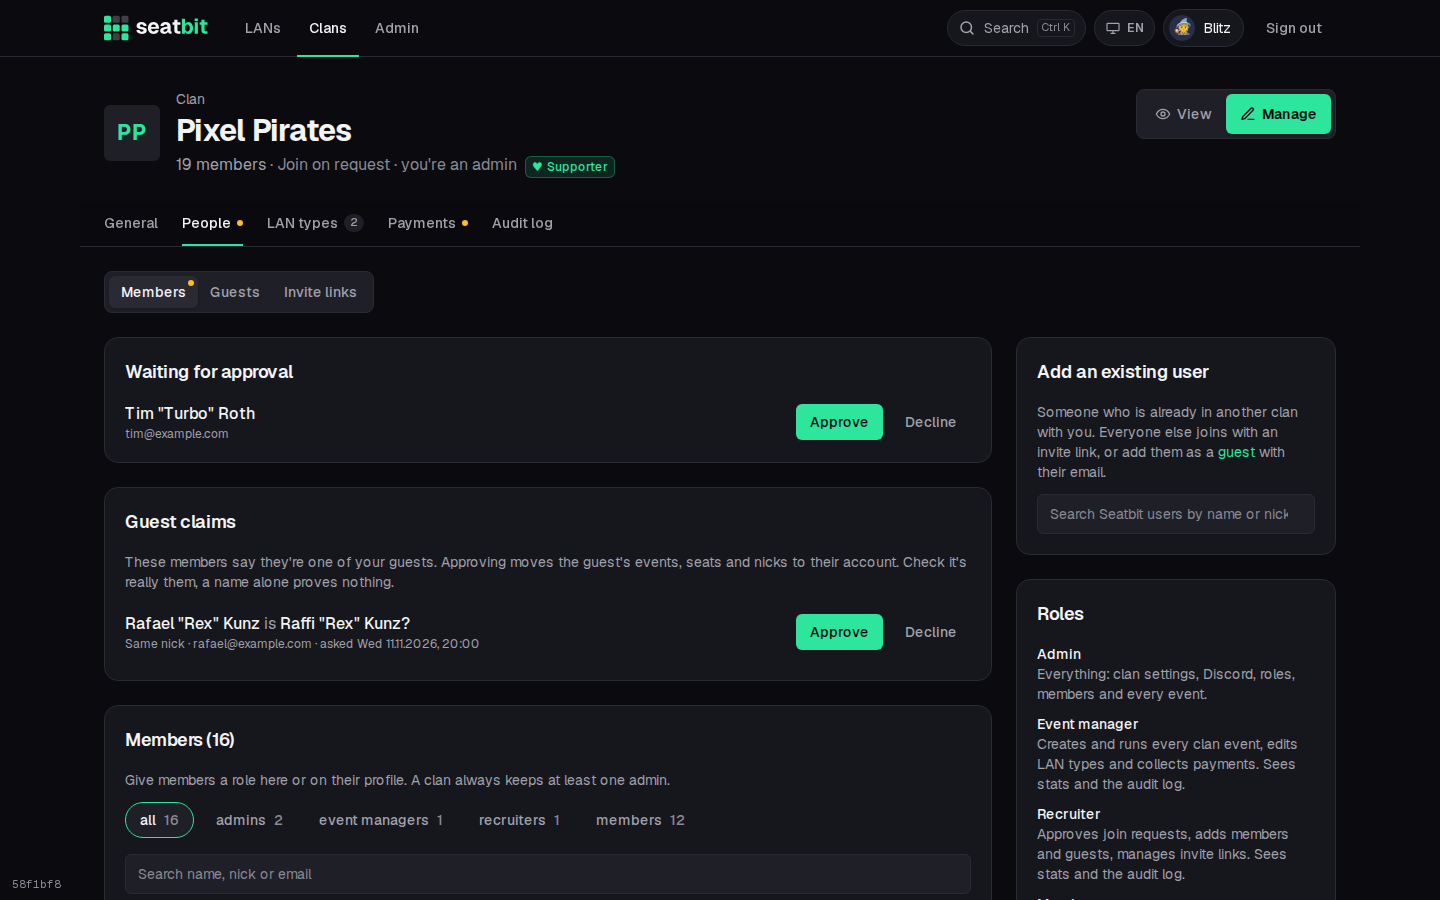 seatbit
LANs
Clans
Admin
Search Ctrl K
EN
Blitz
Sign out
PP
Clan
Pixel Pirates
19 members · Join on request · you're an admin
♥ Supporter
View
Manage
General
People
LAN types 2
Payments
Audit log
Members
Guests
Invite links
Waiting for approval
Tim "Turbo" Roth
tim@example.com
Approve
Decline
Guest claims
These members say they're one of your guests. Approving moves the guest's events, seats and nicks to their account. Check it's
really them, a name alone proves nothing.
Rafael "Rex" Kunz is Raffi "Rex" Kunz?
Same nick · rafael@example.com · asked Wed 11.11.2026, 20:00
Approve
Decline
Members (16)
Give members a role here or on their profile. A clan always keeps at least one admin.
all 16
admins 2
event managers 1
recruiters 1
members 12
Search name, nick or email
Add an existing user
Someone who is already in another clan
with you. Everyone else joins with an
invite link, or add them as a guest with
their email.
Search Seatbit users by name or nick
Roles
Admin
Everything: clan settings, Discord, roles,
members and every event.
Event manager
Creates and runs every clan event, edits
LAN types and collects payments. Sees
stats and the audit log.
Recruiter
Approves join requests, adds members
and guests, manages invite links. Sees
stats and the audit log.
58f1bf8